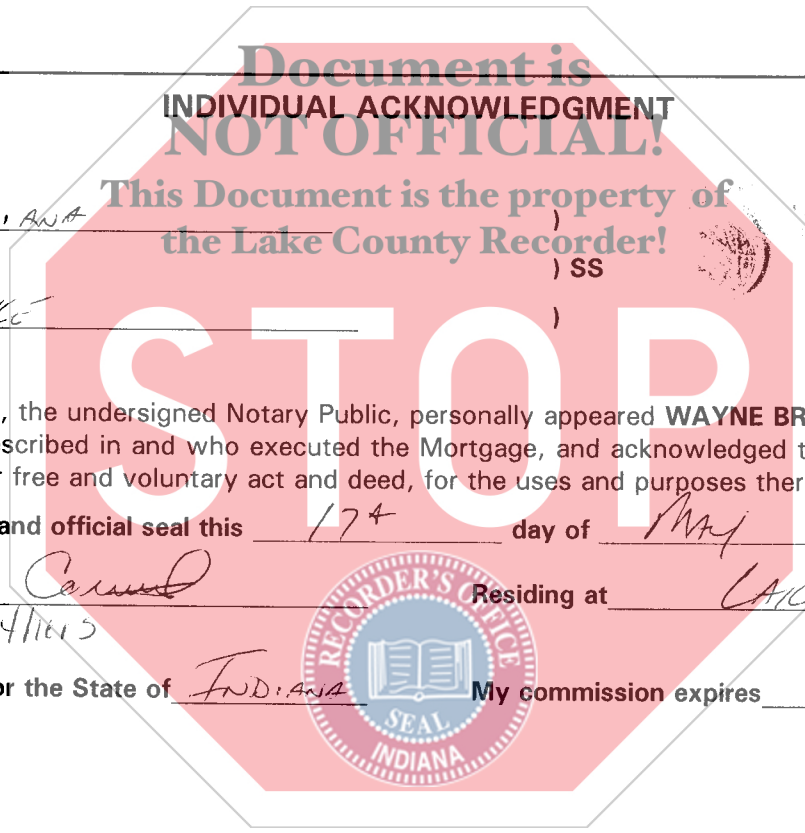 Document is
INDIVIDUAL ACKNOWLEDGMENT
NOT OFFICIAL!
This Document is the property of
IANA )
the Lake County Recorder!
) SS
)
STOP
, the undersigned Notary Public, personally appeared WAYNE BR
scribed in and who executed the Mortgage, and acknowledged t
free and voluntary act and deed, for the uses and purposes ther
and official seal this 17th day of MAY
Residing at
or the State of INDIANA My commission expires
RECORDER'S OFFICE
SEAL
INDIANA